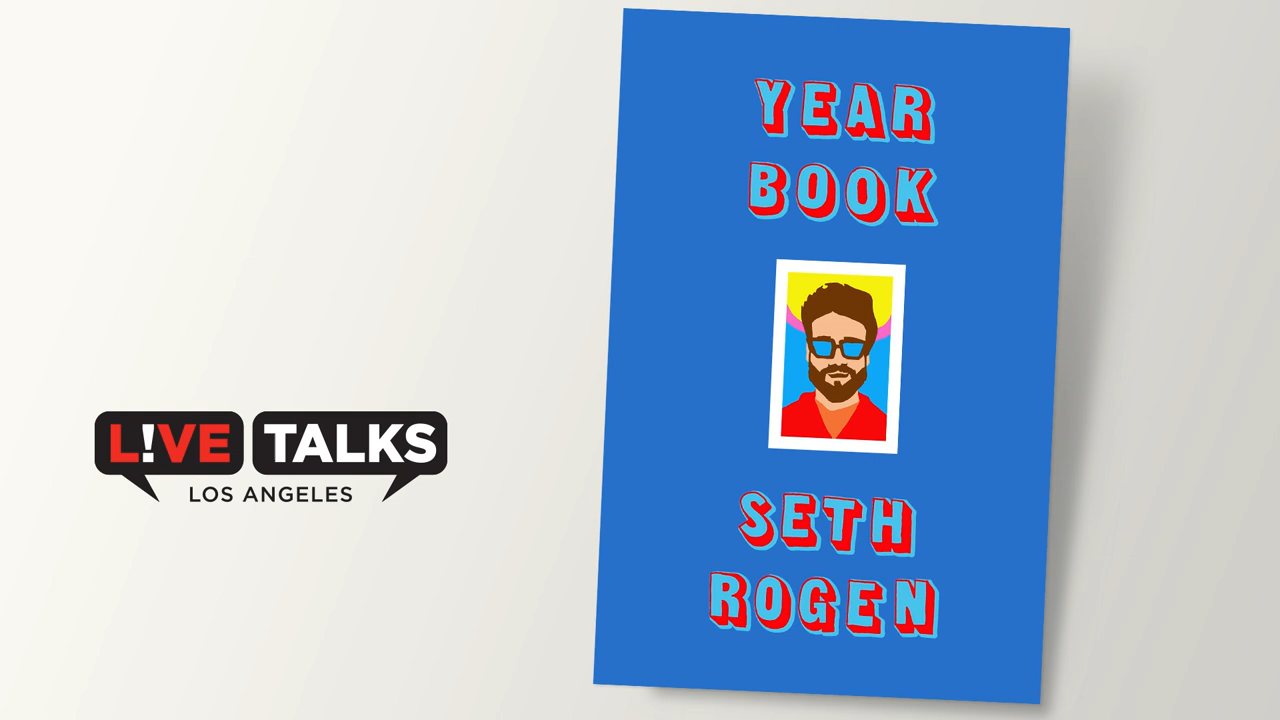 L!VE TALKS
LOS ANGELES
YEAR
BOOK
SETH
ROGEN